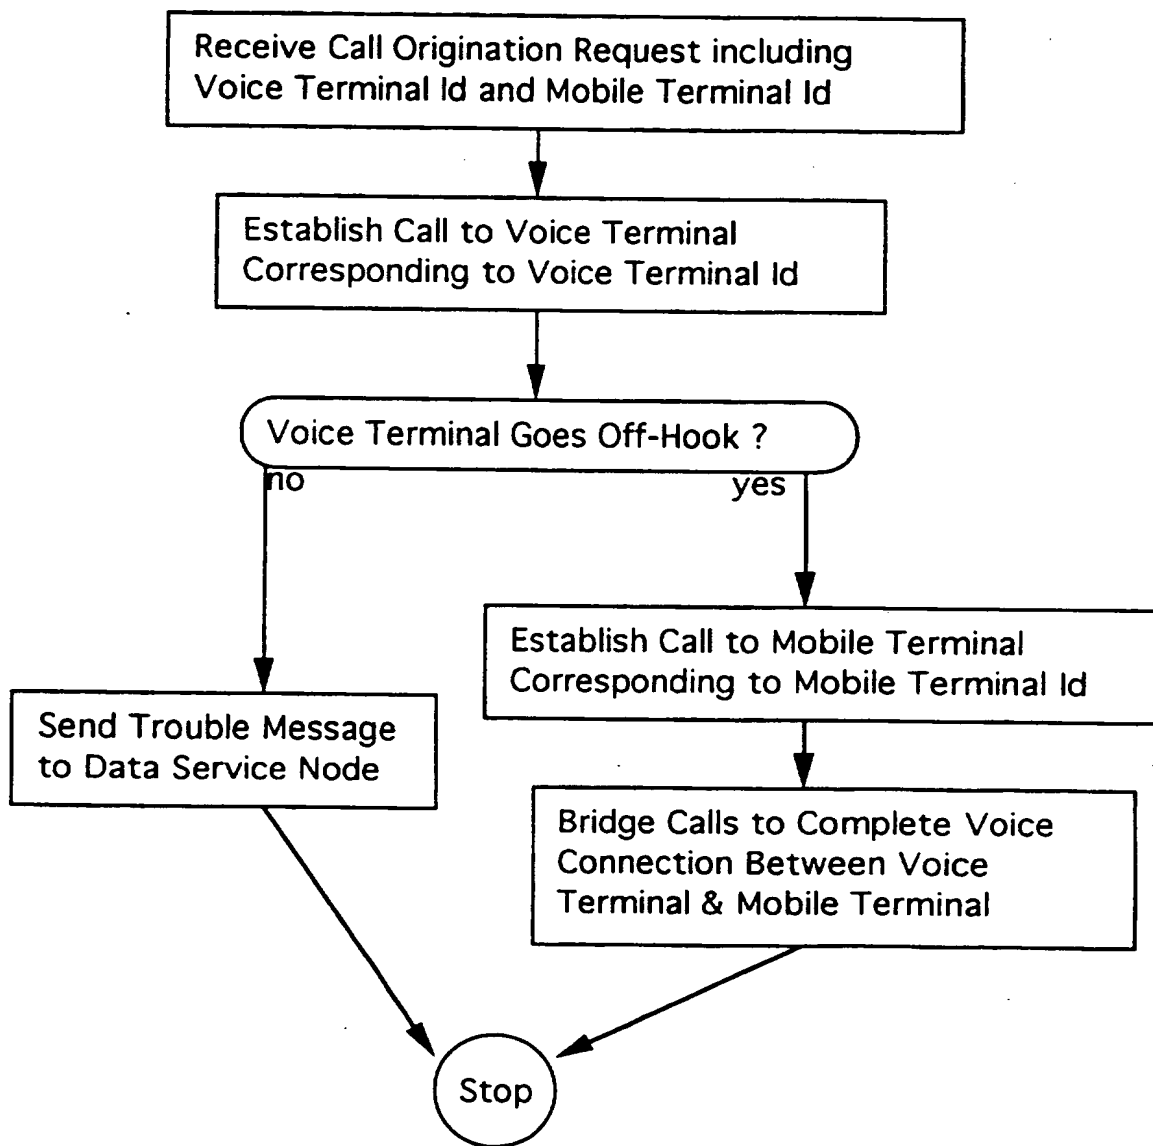 Receive Call Origination Request including
Voice Terminal Id and Mobile Terminal Id
Establish Call to Voice Terminal
Corresponding to Voice Terminal Id
Voice Terminal Goes Off-Hook ?
no
yes
Establish Call to Mobile Terminal
Corresponding to Mobile Terminal Id
Send Trouble Message
to Data Service Node
Bridge Calls to Complete Voice
Connection Between Voice
Terminal & Mobile Terminal
Stop